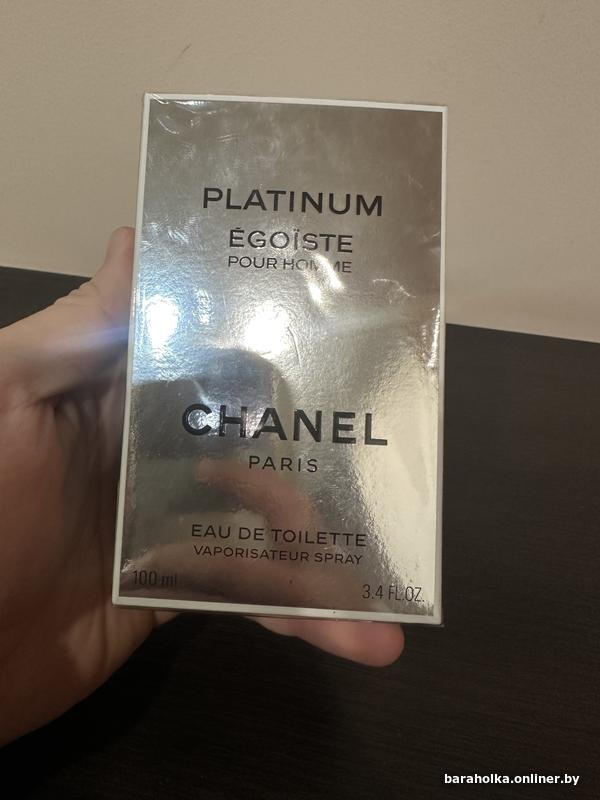 PLATINUM
ÉGOÏSTE
POUR HOMME
CHANEL
PARIS
EAU DE TOILETTE
VAPORISATEUR SPRAY
100 ml
3.4 FL.OZ.
baraholka.onliner.by